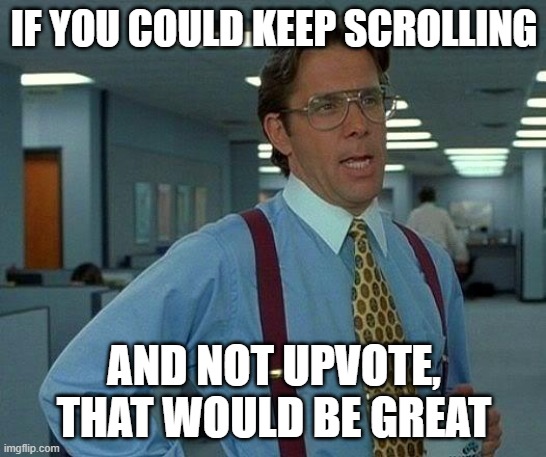 IF YOU COULD KEEP SCROLLING
AND NOT UPVOTE,
THAT WOULD BE GREAT
imgflip.com